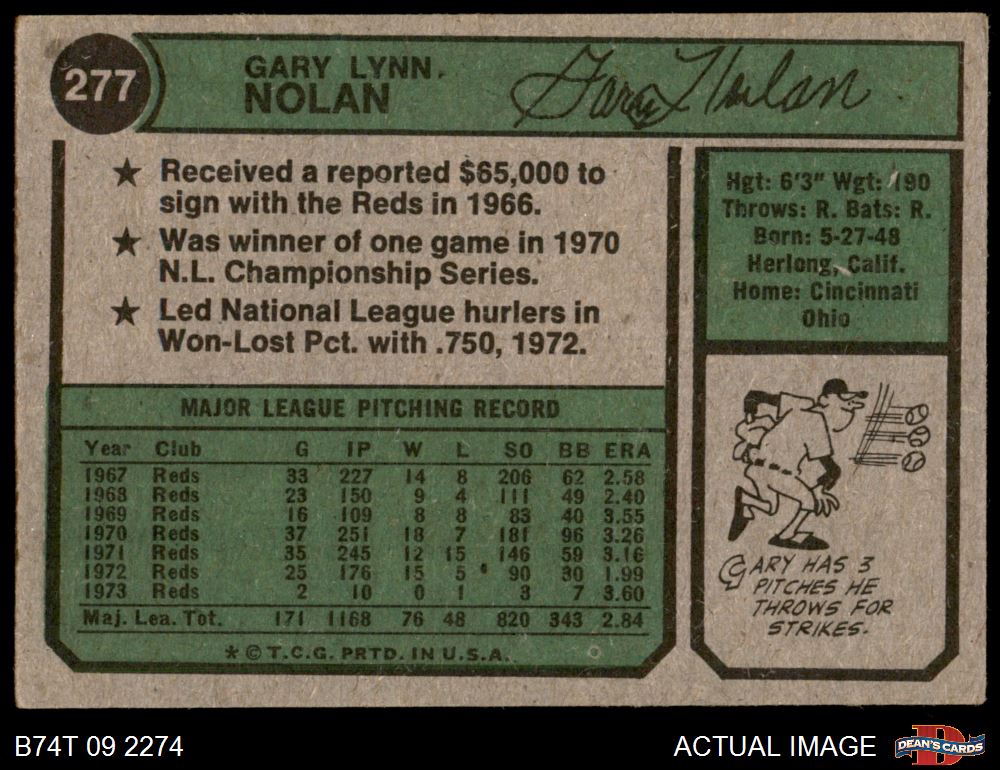 277
GARY LYNN
NOLAN
Gary Nolan
★ Received a reported $65,000 to
sign with the Reds in 1966.
★ Was winner of one game in 1970
N.L. Championship Series.
★ Led National League hurlers in
Won-Lost Pct. with .750, 1972.
Hgt: 6'3" Wgt: 190
Throws: R. Bats: R.
Born: 5-27-48
Herlong, Calif.
Home: Cincinnati
Ohio
MAJOR LEAGUE PITCHING RECORD
Year Club G IP W L SO BB ERA
1967 Reds 33 227 14 8 206 62 2.58
1968 Reds 23 150 9 4 111 49 2.40
1969 Reds 16 109 8 8 83 40 3.55
1970 Reds 37 251 18 7 181 96 3.26
1971 Reds 35 245 12 15 146 59 3.16
1972 Reds 25 176 15 5 90 30 1.99
1973 Reds 2 10 0 1 3 7 3.60
Maj. Lea. Tot. 171 1168 76 48 820 343 2.84
* © T.C.G. PRTD. IN U.S.A.
GARY HAS 3
PITCHES HE
THROWS FOR
STRIKES.
B74T 09 2274
ACTUAL IMAGE
D
DEAN'S CARDS